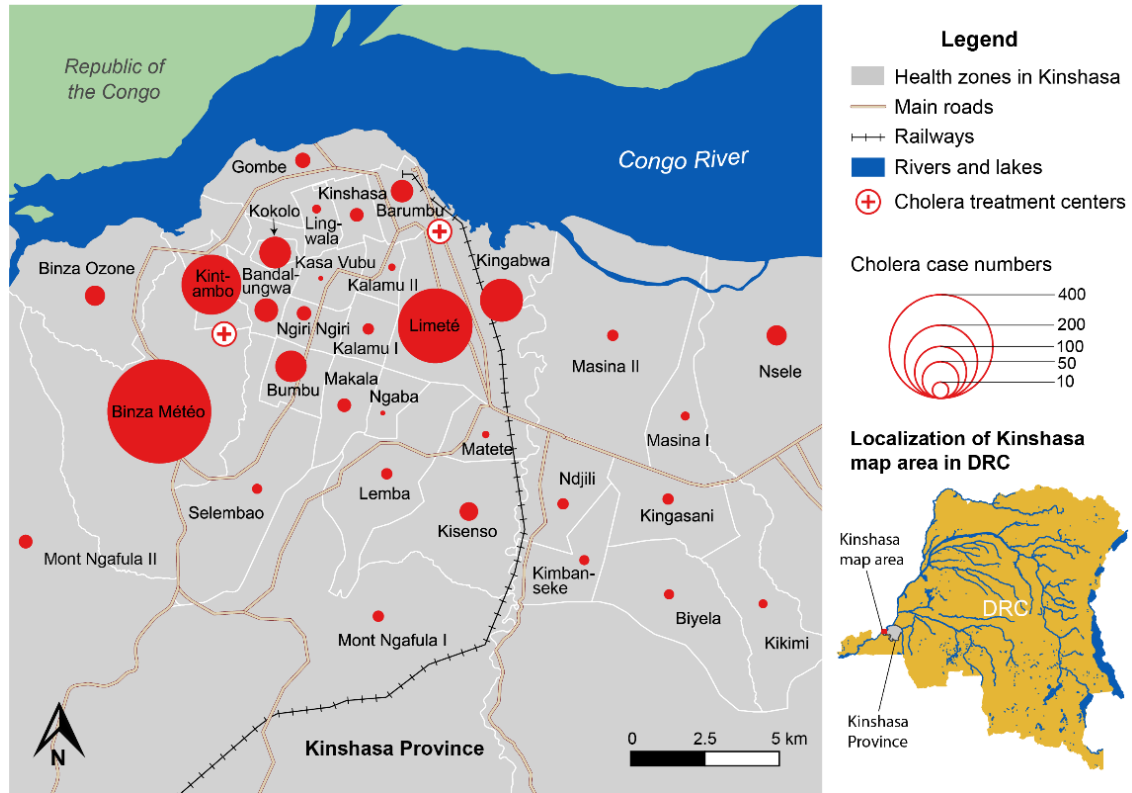 Republic of
the Congo
Congo River
Gombe
Kinshasa
Barumbu
Kokolo
Ling-
wala
Binza Ozone
Kint-
ambo
Bandal-
ungwa
Kasa Vubu
Kalamu II
Kingabwa
Ngiri Ngiri
Limeté
Kalamu I
Masina II
Nsele
Bumbu
Makala
Ngaba
Binza Météo
Matete
Masina I
Lemba
Ndjili
Selembao
Kisenso
Kingasani
Mont Ngafula II
Kimban-
seke
Biyela
Mont Ngafula I
Kikimi
N
Kinshasa Province
0 2.5 5 km
Legend
Health zones in Kinshasa
Main roads
Railways
Rivers and lakes
Cholera treatment centers
Cholera case numbers
400
200
100
50
10
Localization of Kinshasa
map area in DRC
Kinshasa
map area
DRC
Kinshasa
Province